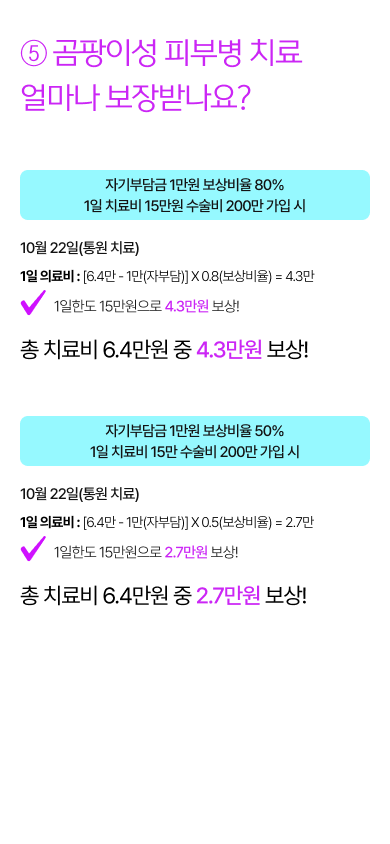 ⑤ 곰팡이성 피부병 치료
얼마나 보장받나요?
자기부담금 1만원 보상비율 80%
1일 치료비 15만원 수술비 200만 가입 시
10월 22일(통원 치료)
1일 의료비 : [6.4만 - 1만(자부담)] X 0.8(보상비율) = 4.3만
1일한도 15만원으로 4.3만원 보상!
총 치료비 6.4만원 중 4.3만원 보상!
자기부담금 1만원 보상비율 50%
1일 치료비 15만 수술비 200만 가입 시
10월 22일(통원 치료)
1일 의료비 : [6.4만 - 1만(자부담)] X 0.5(보상비율) = 2.7만
1일한도 15만원으로 2.7만원 보상!
총 치료비 6.4만원 중 2.7만원 보상!